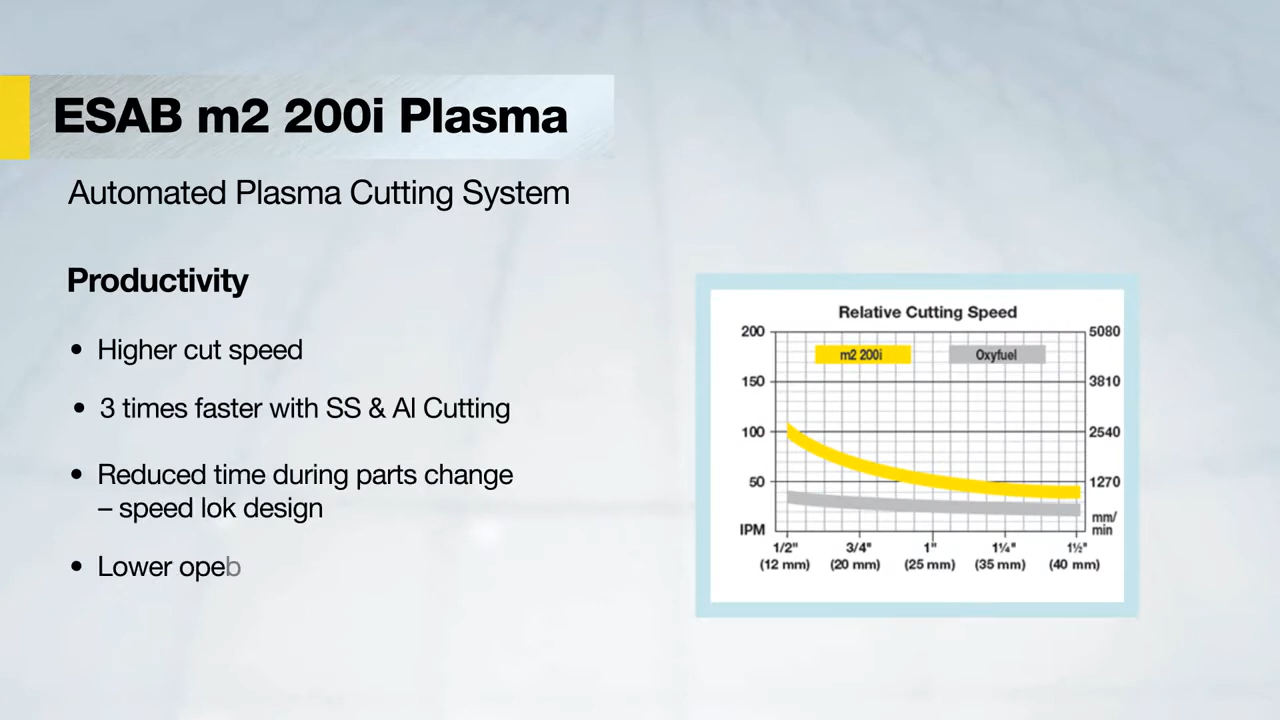 ESAB m2 200i Plasma
Automated Plasma Cutting System
Productivity
• Higher cut speed
• 3 times faster with SS & Al Cutting
• Reduced time during parts change
– speed lok design
• Lower opeb
Relative Cutting Speed
m2 200i
Oxyfuel
200
150
100
50
IPM
5080
3810
2540
1270
mm/
min
1/2" 3/4" 1" 1¼" 1½"
(12 mm) (20 mm) (25 mm) (35 mm) (40 mm)